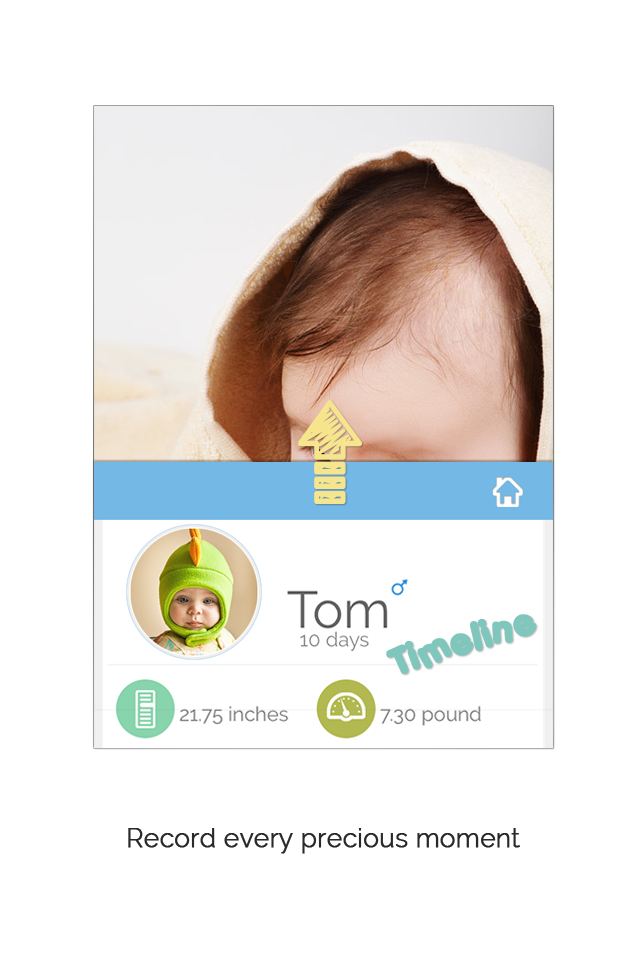 Tom
10 days
Timeline
21.75 inches
7.30 pound
Record every precious moment